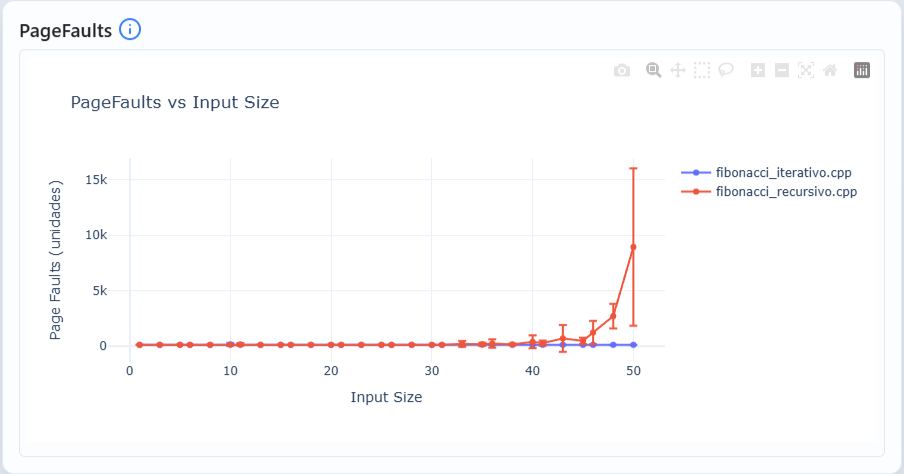 PageFaults
PageFaults vs Input Size
15k
10k
5k
0
Page Faults (unidades)
0 10 20 30 40 50
Input Size
fibonacci_iterativo.cpp
fibonacci_recursivo.cpp